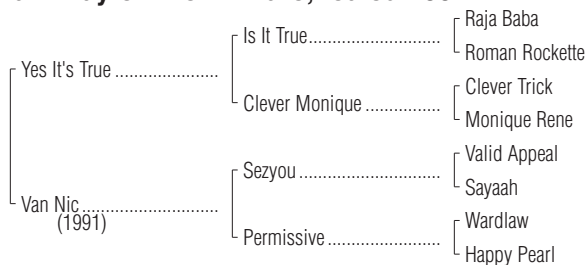 Raja Baba
Is It True
Roman Rockette
Yes It's True
Clever Trick
Clever Monique
Monique Rene
Valid Appeal
Sezyou
Sayaah
Van Nic
(1991)
Wardlaw
Permissive
Happy Pearl